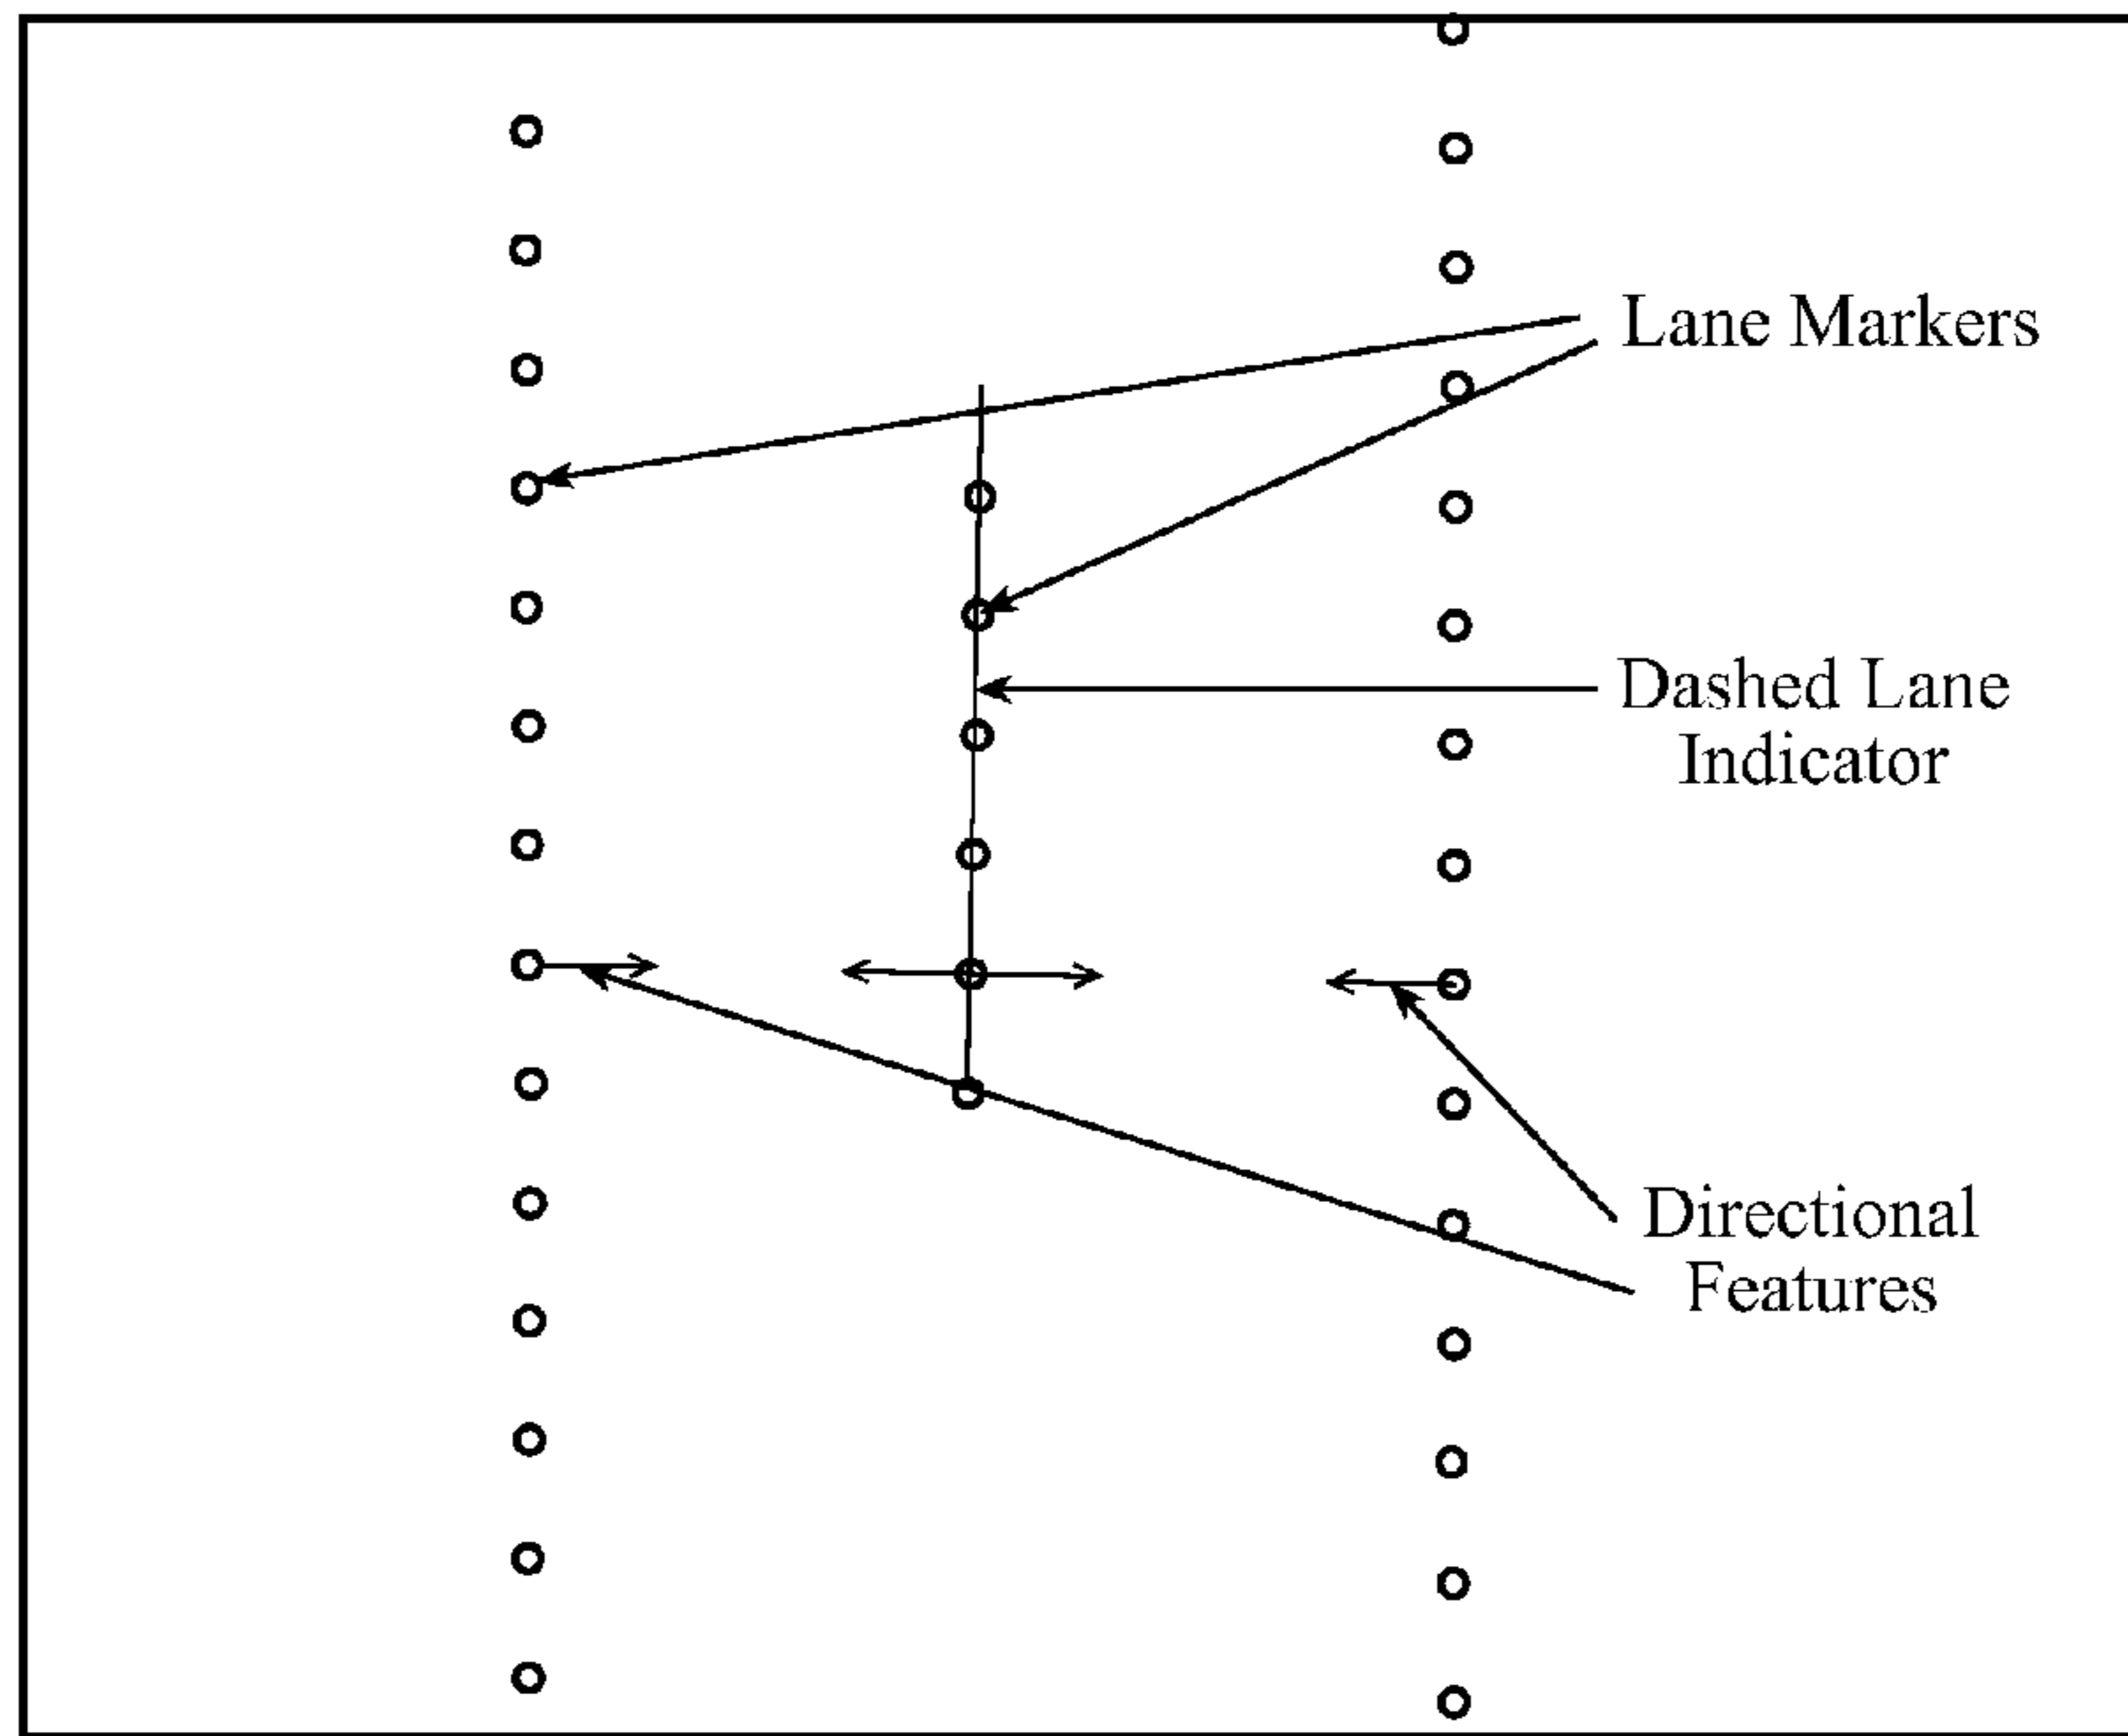 Lane Markers
Dashed Lane
Indicator
Directional
Features